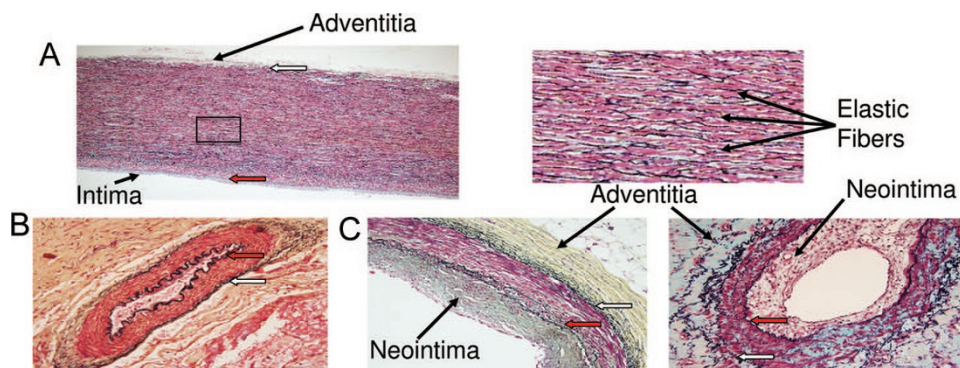 A
Adventitia
Elastic
Fibers
Intima
Adventitia
Neointima
B
C
Neointima